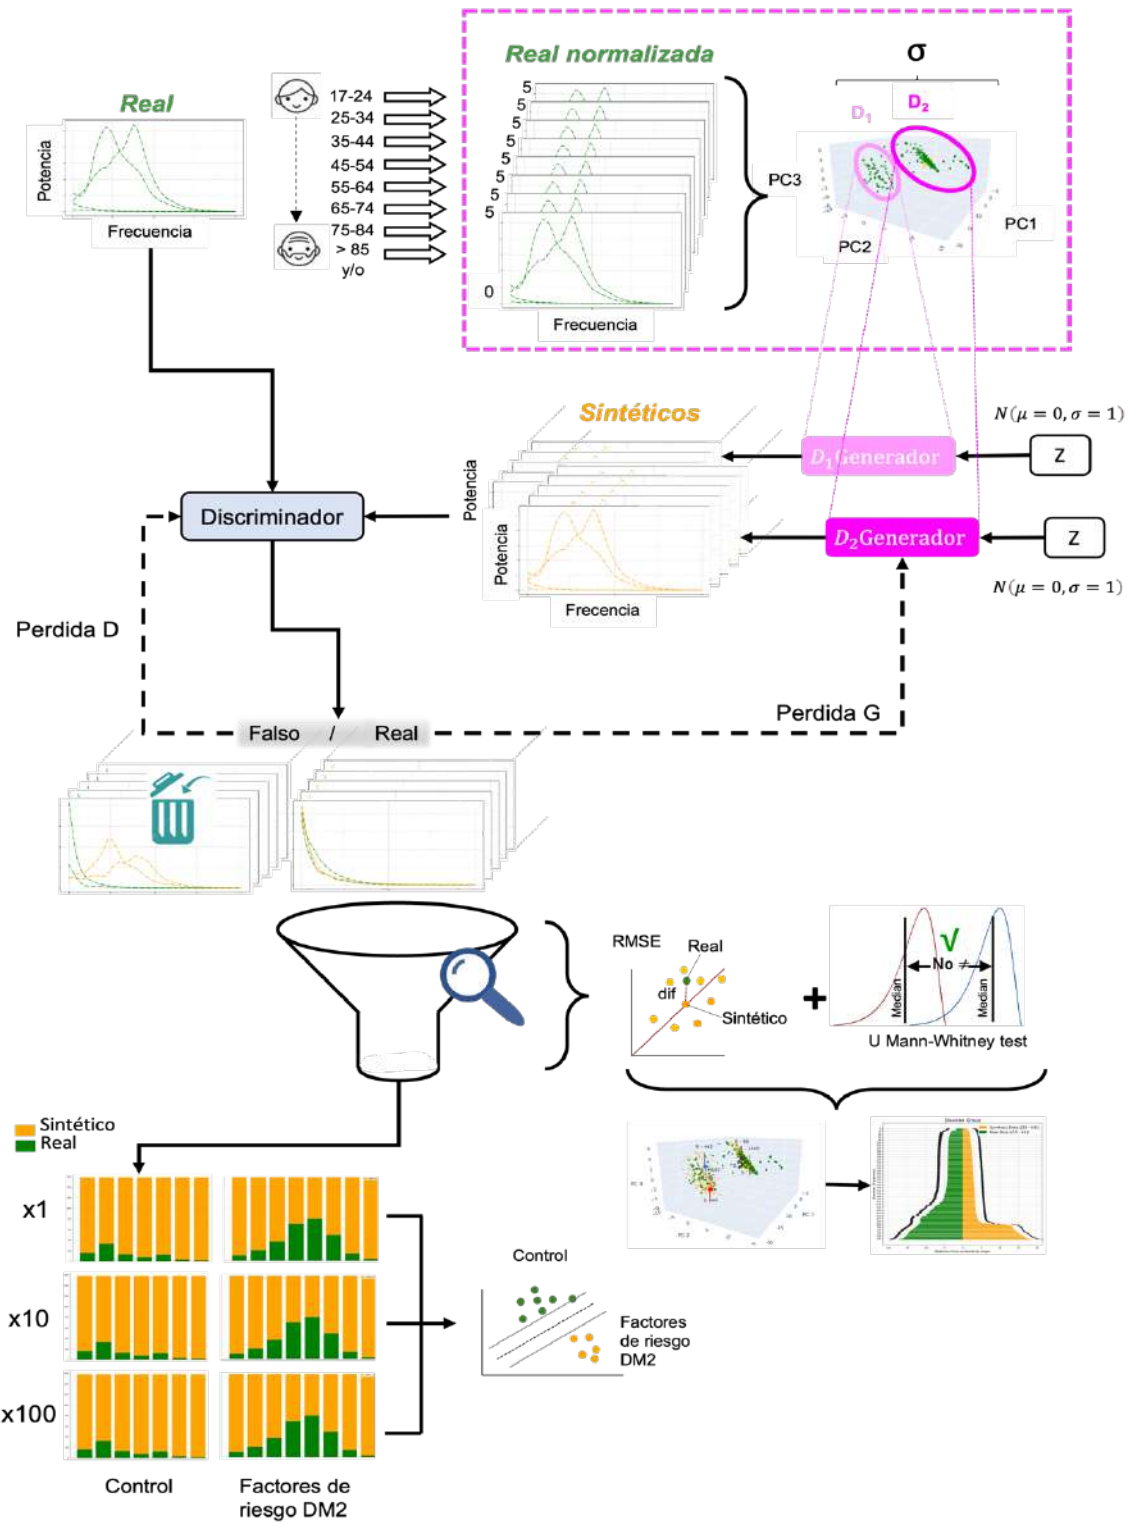 Real
Potencia
Frecuencia
17-24
25-34
35-44
45-54
55-64
65-74
75-84
> 85
y/o
Real normalizada
5
5
5
5
5
5
5
5
0
Frecuencia
σ
D₁
D₂
PC3
PC2
PC1
Sintéticos
Potencia
Potencia
Frecencia
D₁Generador
D₂Generador
N(μ = 0, σ = 1)
Z
Z
N(μ = 0, σ = 1)
Discriminador
Perdida D
Perdida G
Falso / Real
RMSE
Real
dif
Sintético
+
√
No ≠
Median
Median
U Mann-Whitney test
Sintético
Real
x1
x10
x100
Control
Factores de
riesgo DM2
Control
Factores
de riesgo
DM2
PC 2